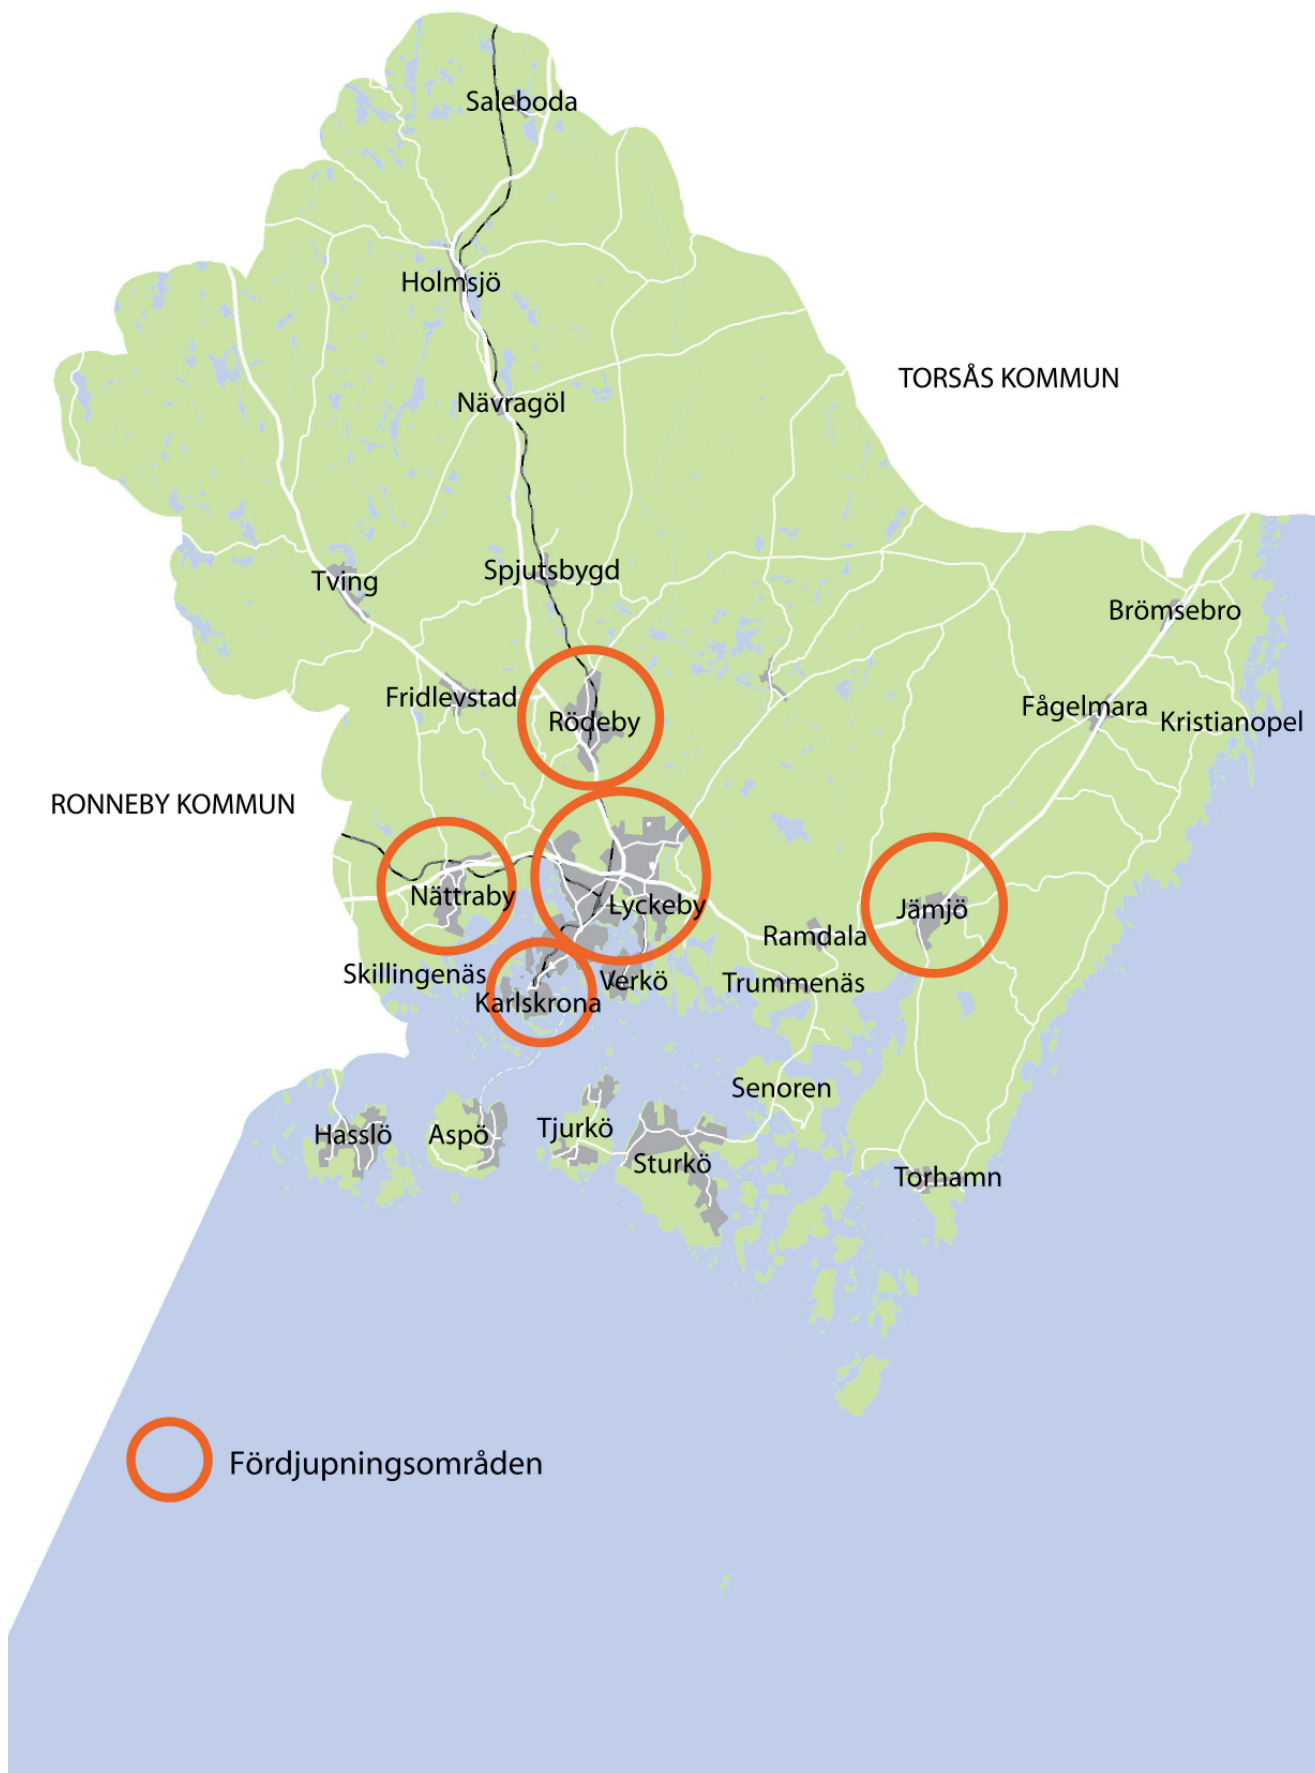 Saleboda
Holmsjö
TORSÅS KOMMUN
Nävragöl
Spjutsbygd
Tving
Brömsebro
Fridlevstad
Fågelmara
Rödeby
Kristianopel
RONNEBY KOMMUN
Nättraby
Lyckeby
Jämjö
Ramdala
Skillingenäs
Verkö
Trummenäs
Karlskrona
Senoren
Hasslö
Aspö
Tjurkö
Sturkö
Torhamn
Fördjupningsområden